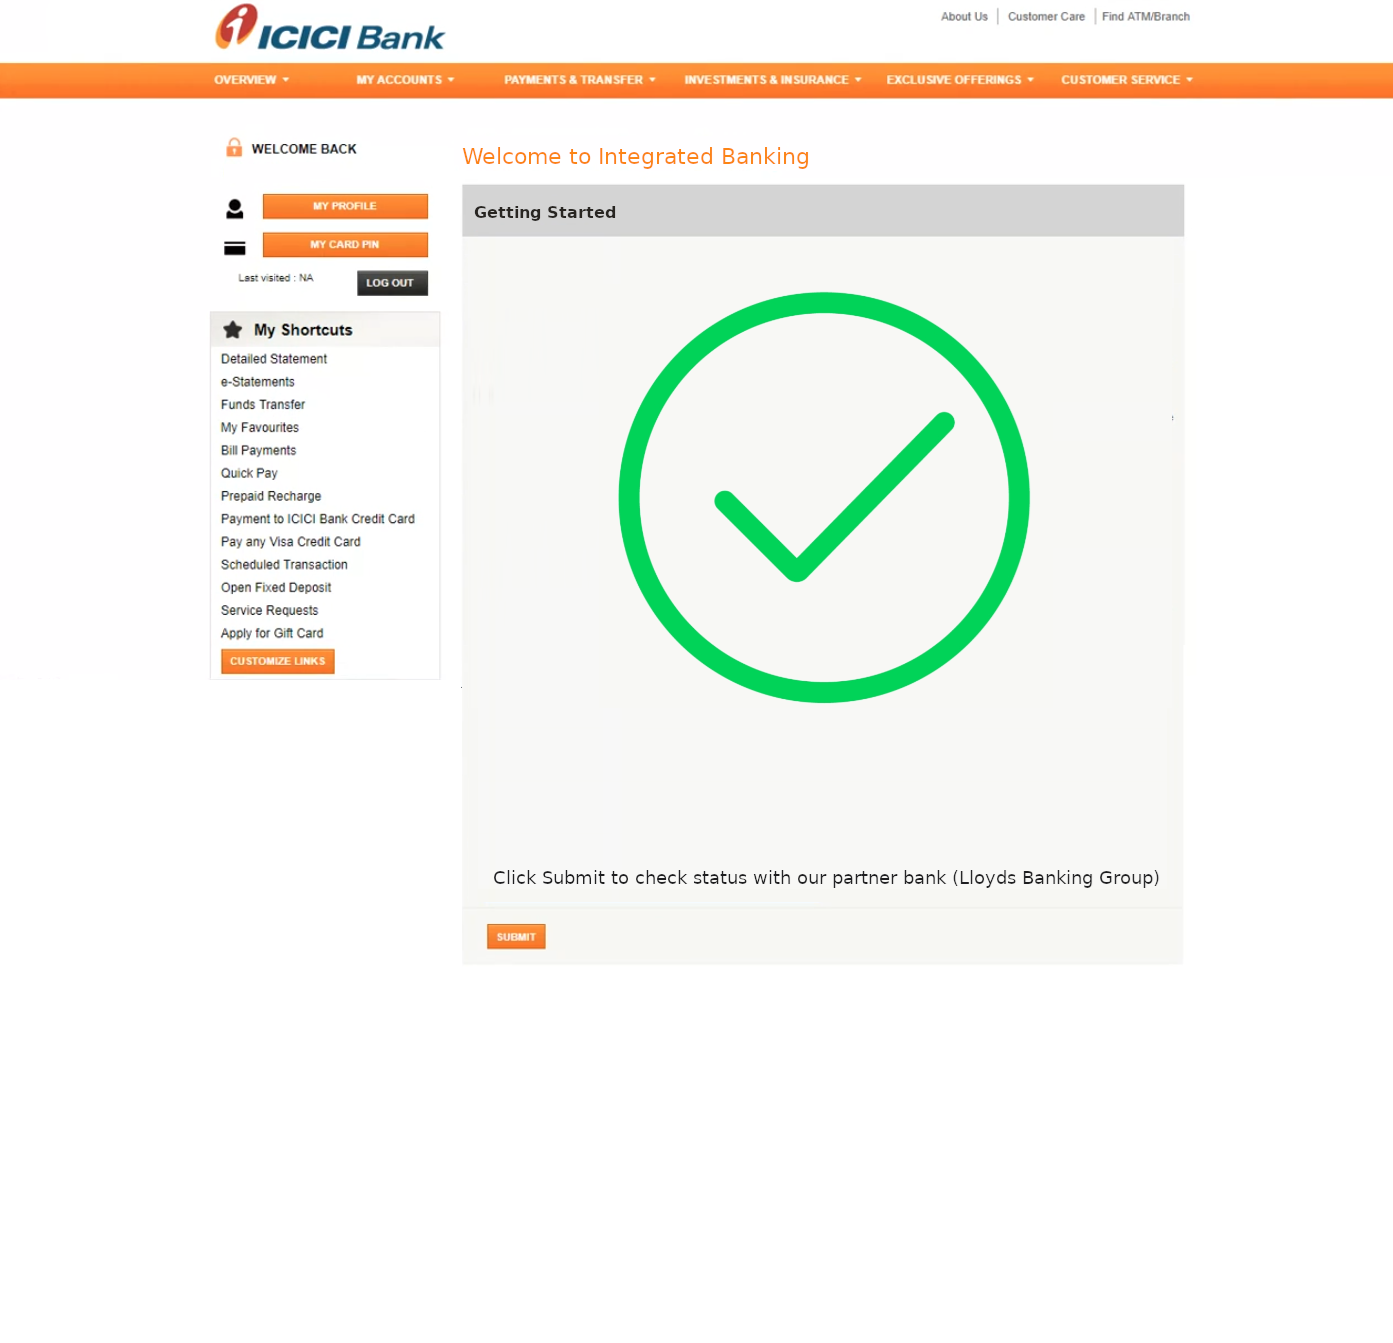 ICICI Bank
About Us
Customer Care
Find ATM/Branch
OVERVIEW
MY ACCOUNTS
PAYMENTS & TRANSFER
INVESTMENTS & INSURANCE
EXCLUSIVE OFFERINGS
CUSTOMER SERVICE
WELCOME BACK
MY PROFILE
MY CARD PIN
Last visited : NA
LOG OUT
My Shortcuts
Detailed Statement
e-Statements
Funds Transfer
My Favourites
Bill Payments
Quick Pay
Prepaid Recharge
Payment to ICICI Bank Credit Card
Pay any Visa Credit Card
Scheduled Transaction
Open Fixed Deposit
Service Requests
Apply for Gift Card
CUSTOMIZE LINKS
Welcome to Integrated Banking
Getting Started
Click Submit to check status with our partner bank (Lloyds Banking Group)
SUBMIT